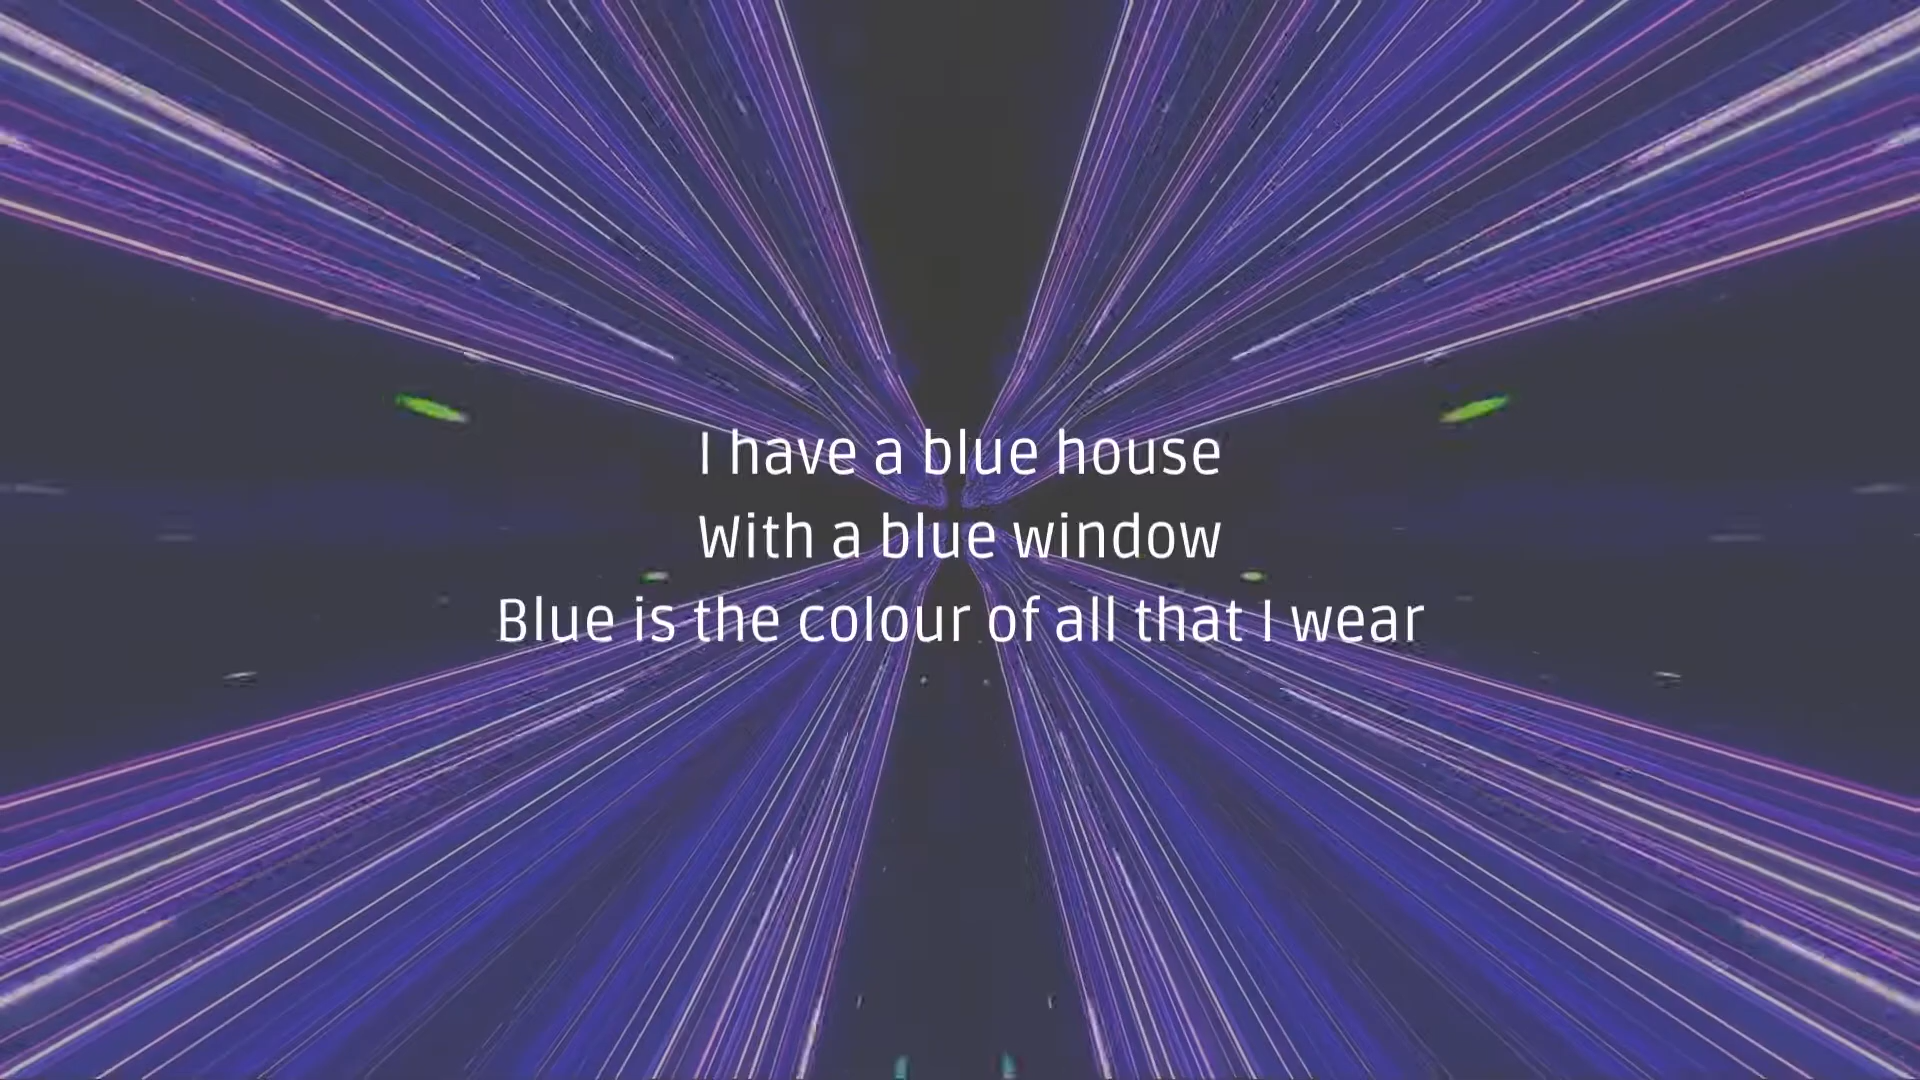 I have a blue house
With a blue window
Blue is the colour of all that I wear